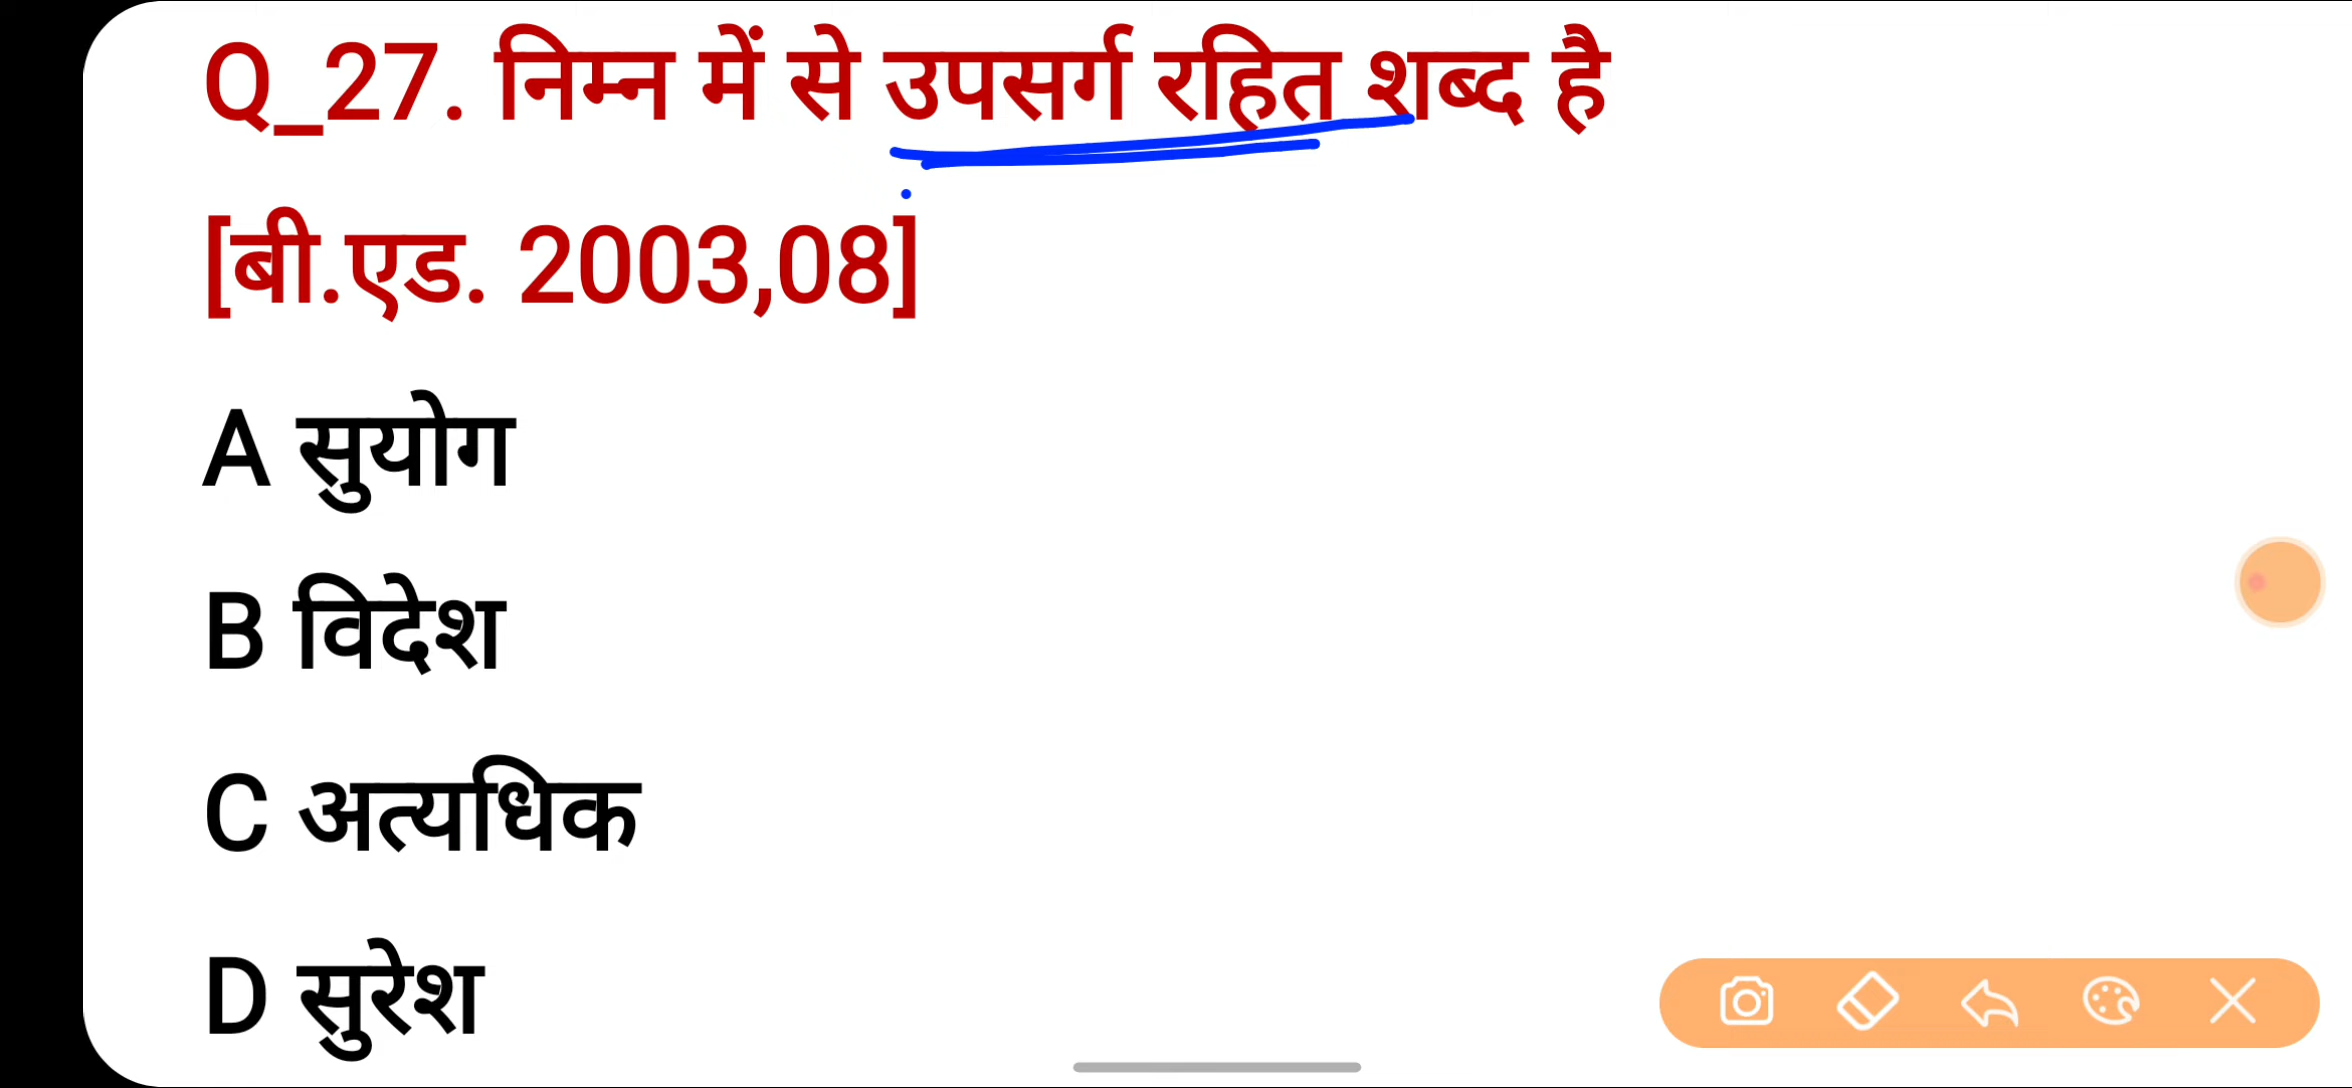 Q_27. निम्न में से उपसर्ग रहित शब्द है
[बी.एड. 2003,08]
A सुयोग
B विदेश
C अत्यधिक
D सुरेश